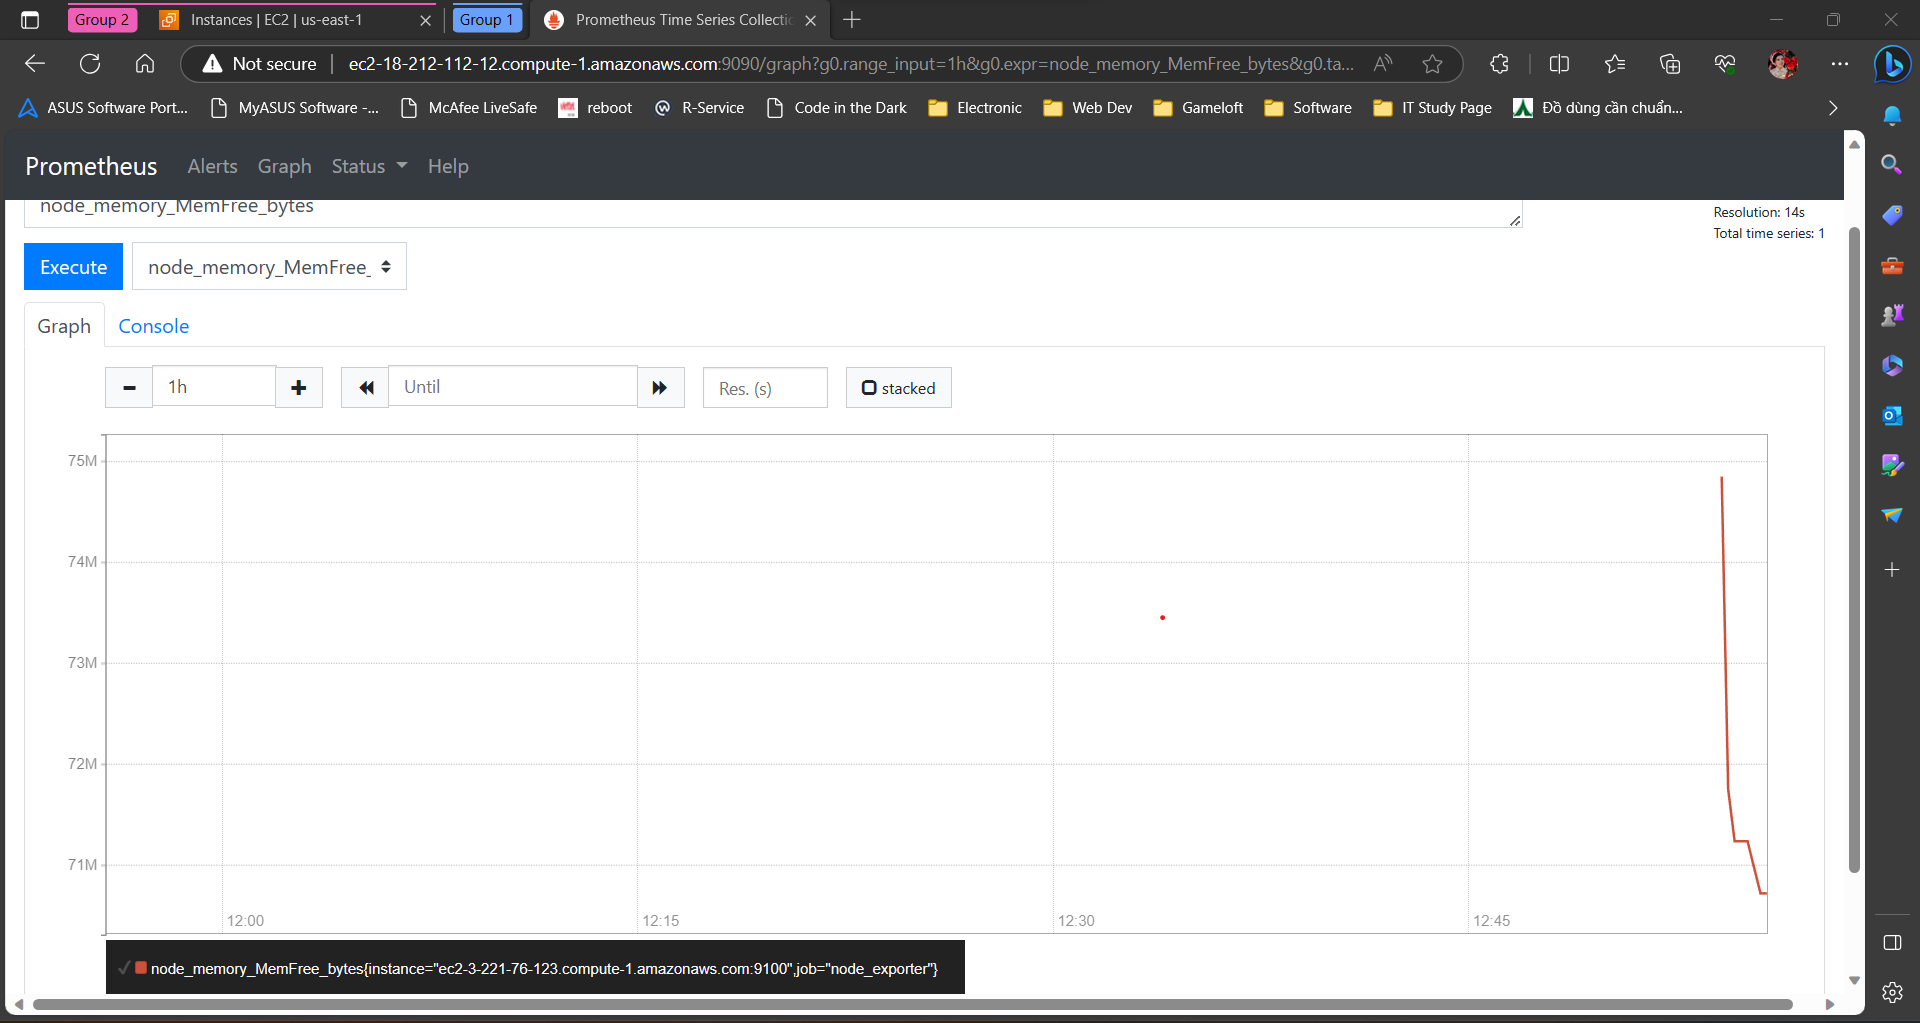 Group 2
Instances | EC2 | us-east-1
Group 1
Prometheus Time Series Collectic
Not secure
ec2-18-212-112-12.compute-1.amazonaws.com:9090/graph?g0.range_input=1h&g0.expr=node_memory_MemFree_bytes&g0.ta...
ASUS Software Port...
MyASUS Software -...
McAfee LiveSafe
reboot
R-Service
Code in the Dark
Electronic
Web Dev
Gameloft
Software
IT Study Page
Đồ dùng cần chuẩn...
Prometheus
Alerts
Graph
Status
Help
node_memory_MemFree_bytes
Resolution: 14s
Total time series: 1
Execute
node_memory_MemFree_
Graph
Console
1h
Until
Res. (s)
stacked
75M
74M
73M
72M
71M
12:00
12:15
12:30
12:45
node_memory_MemFree_bytes{instance="ec2-3-221-76-123.compute-1.amazonaws.com:9100",job="node_exporter"}